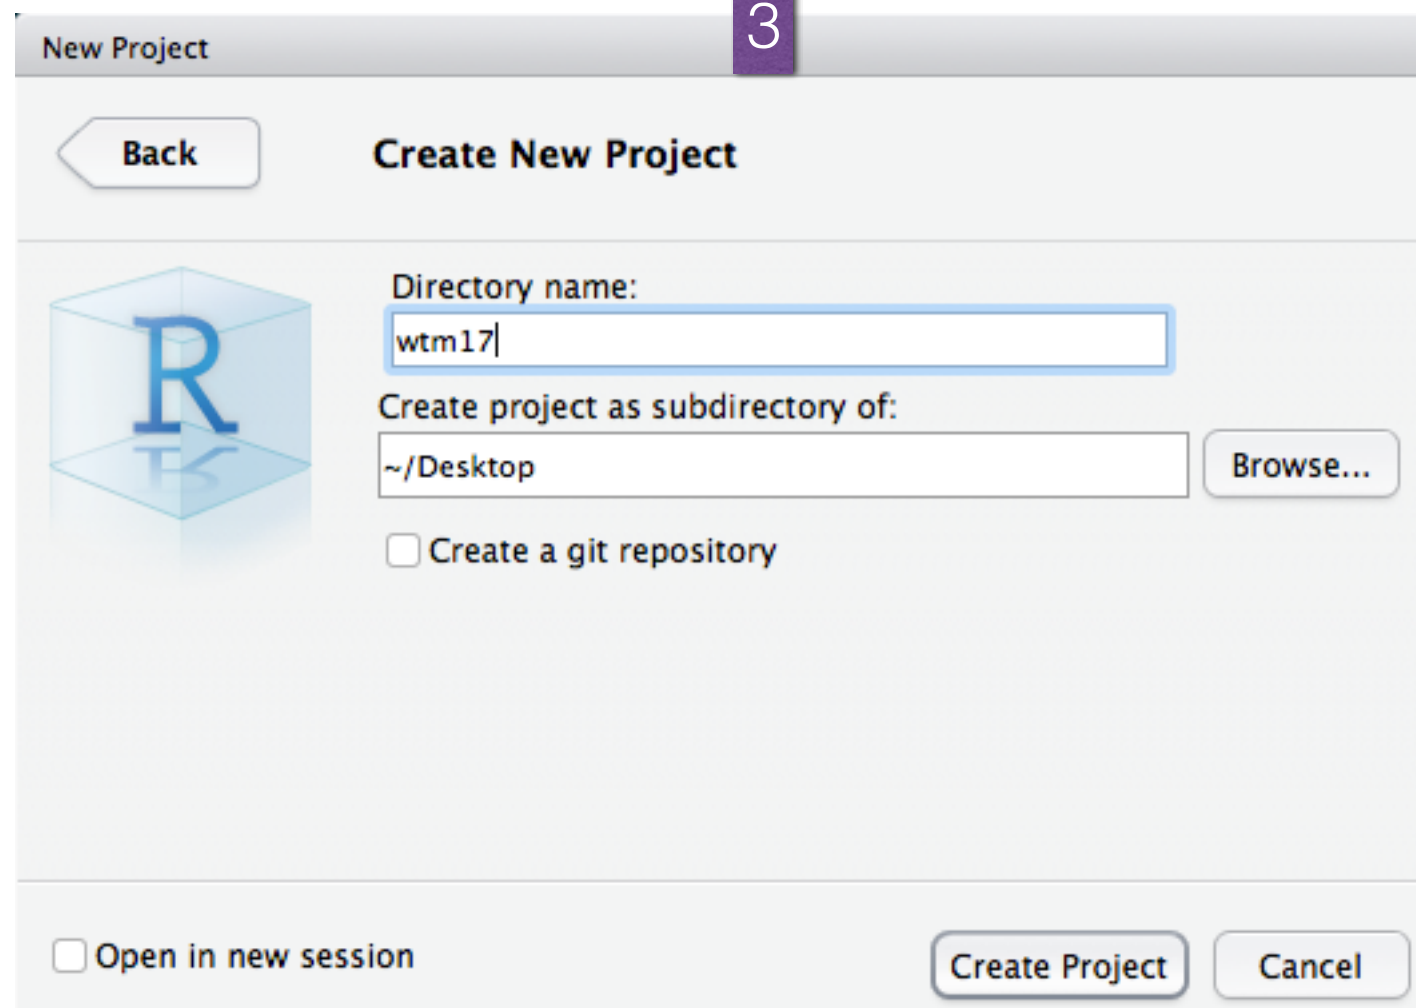 3
New Project
Back
Create New Project
R
Directory name:
wtm17
Create project as subdirectory of:
~/Desktop
Browse...
Create a git repository
Open in new session
Create Project
Cancel